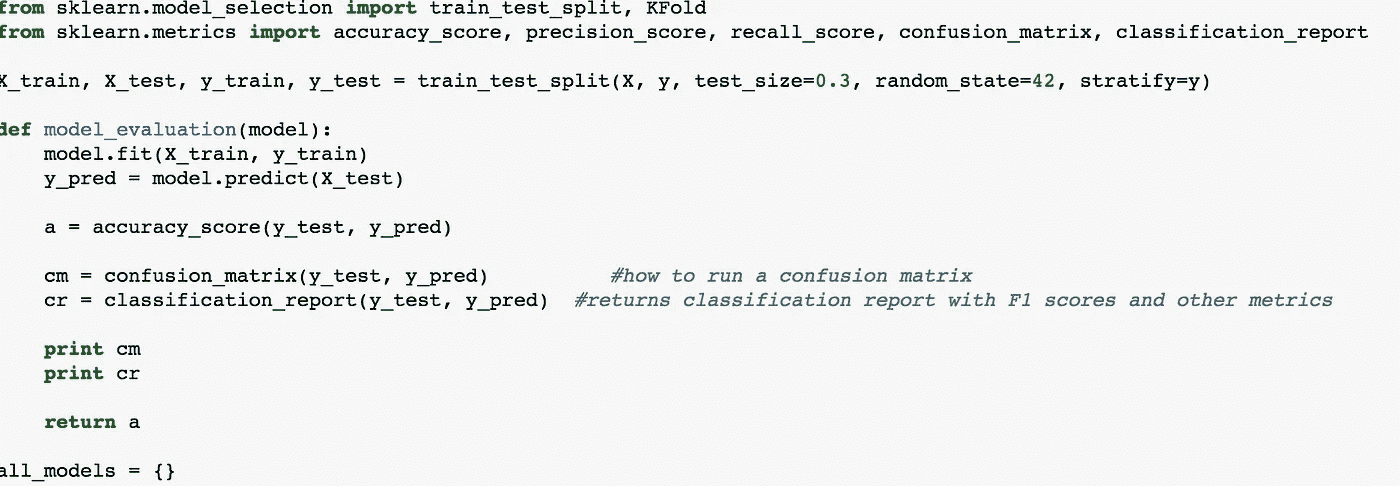 from sklearn.model_selection import train_test_split, KFold
from sklearn.metrics import accuracy_score, precision_score, recall_score, confusion_matrix, classification_report
X_train, X_test, y_train, y_test = train_test_split(X, y, test_size=0.3, random_state=42, stratify=y)
def model_evaluation(model):
    model.fit(X_train, y_train)
    y_pred = model.predict(X_test)
    a = accuracy_score(y_test, y_pred)
    cm = confusion_matrix(y_test, y_pred)          #how to run a confusion matrix
    cr = classification_report(y_test, y_pred)  #returns classification report with F1 scores and other metrics
    print cm
    print cr
    return a
all_models = {}